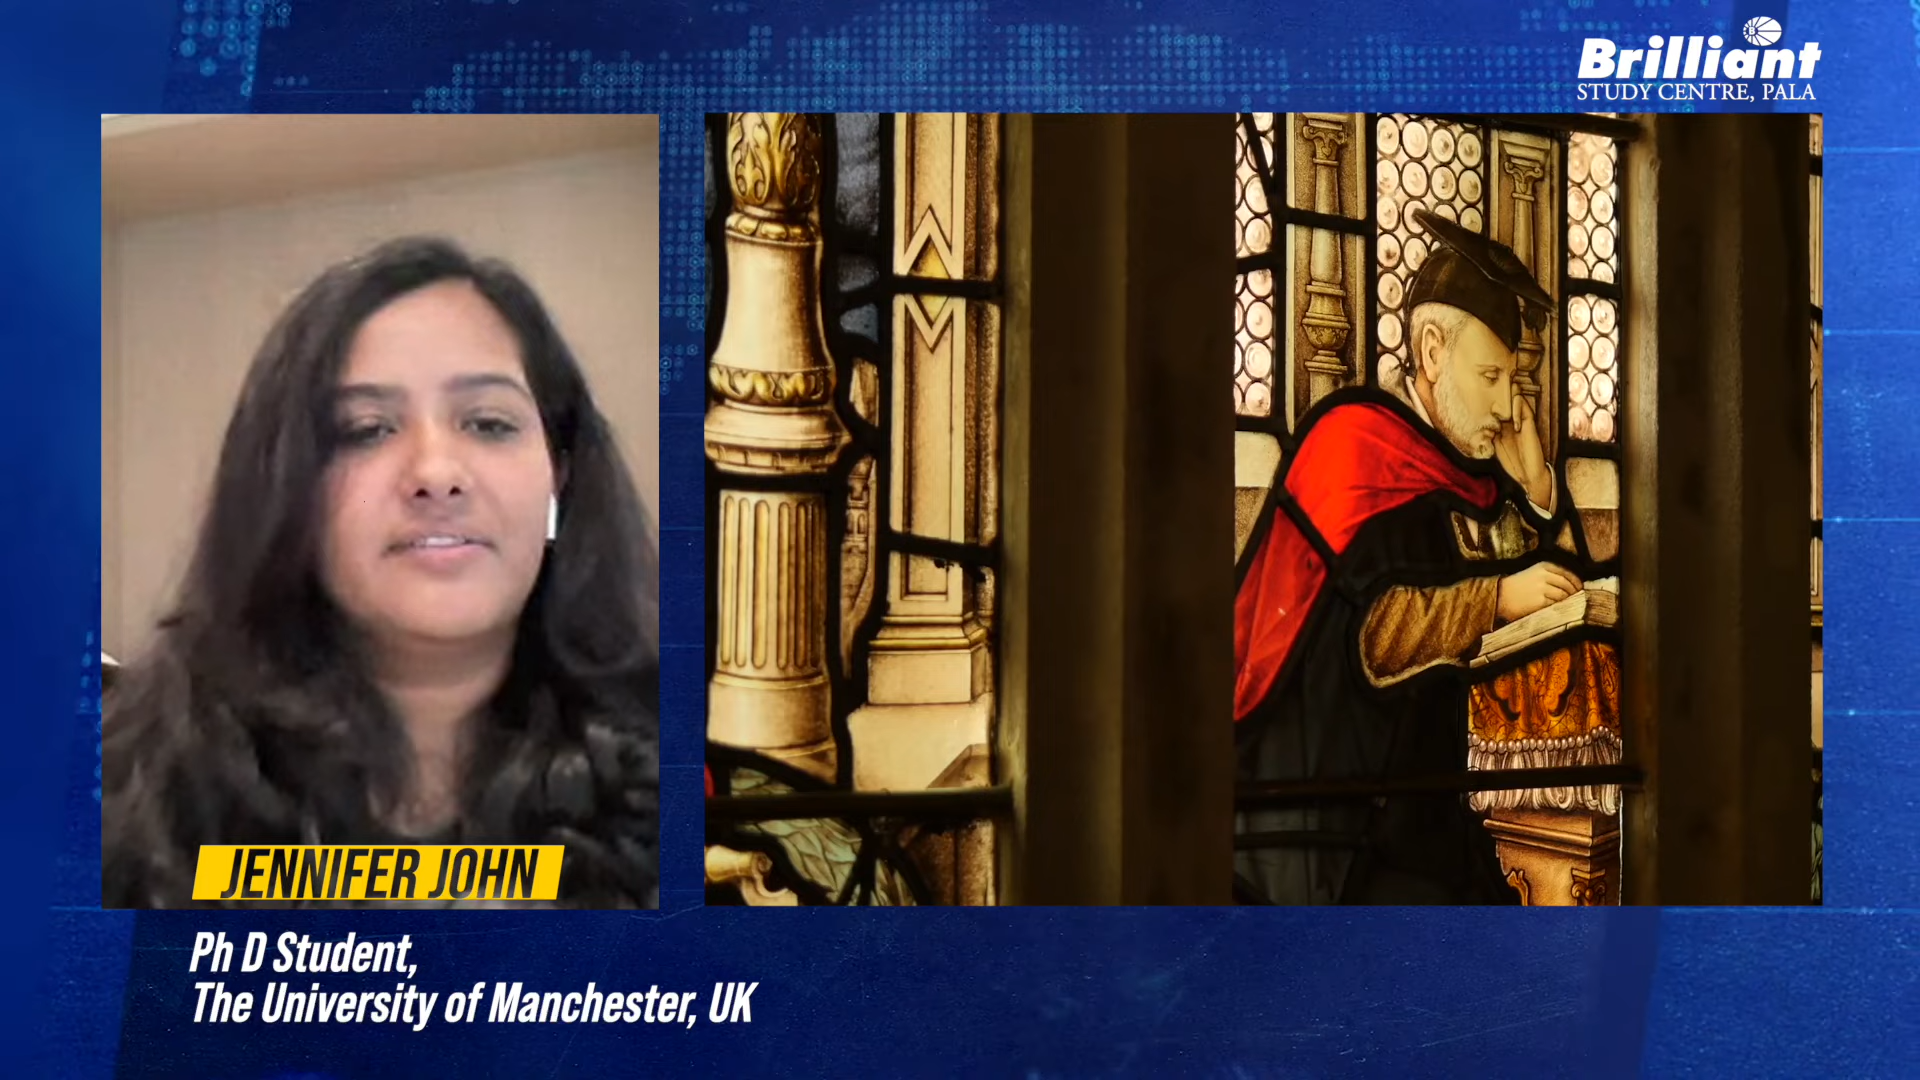 Brilliant
STUDY CENTRE, PALA
JENNIFER JOHN
Ph D Student,
The University of Manchester, UK